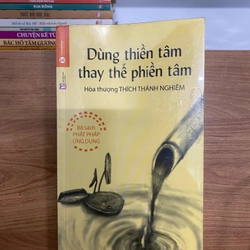 CHUYỆN KỂ
BÁC HỒ TẤM GƯƠNG
Dùng thiền tâm
thay thế phiền tâm
Hòa thượng THÍCH THÁNH NGHIÊM
Bộ sách
PHẬT PHÁP
ỨNG DỤNG